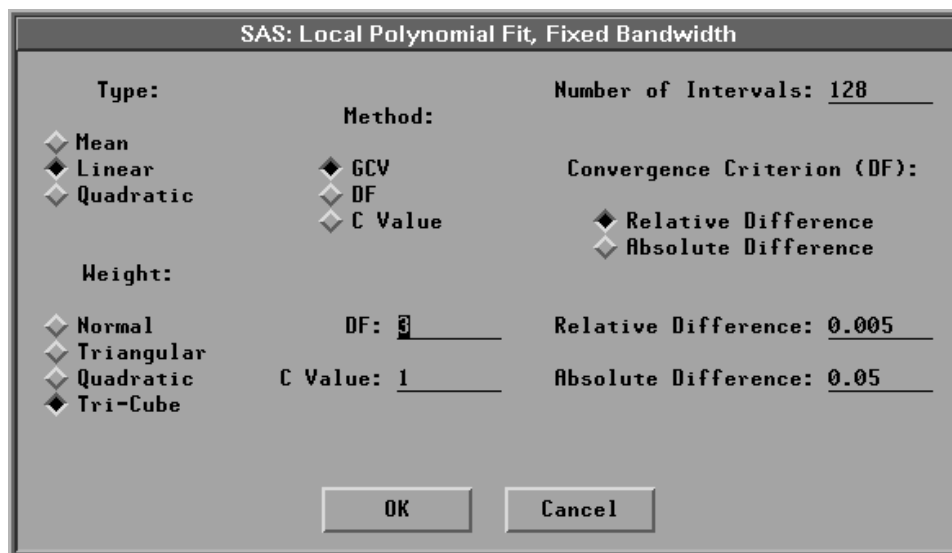 SAS: Local Polynomial Fit, Fixed Bandwidth
Type:
Mean
Linear
Quadratic
Method:
GCV
DF
C Value
Number of Intervals: 128
Convergence Criterion (DF):
Relative Difference
Absolute Difference
Weight:
Normal
Triangular
Quadratic
Tri-Cube
DF: 3
C Value: 1
Relative Difference: 0.005
Absolute Difference: 0.05
OK
Cancel